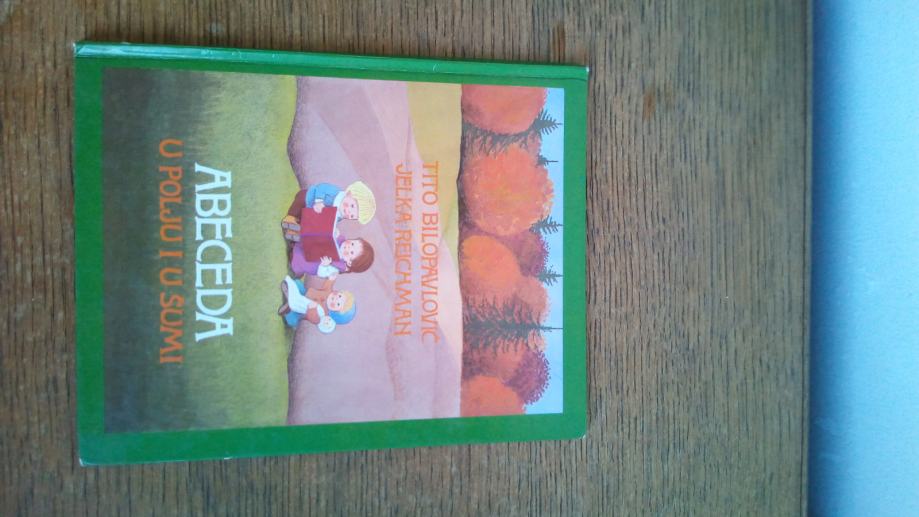 TITO BILOPAVLOVIĆ
JELKA REICHMAN
ABECEDA
U POLJU I U ŠUMI